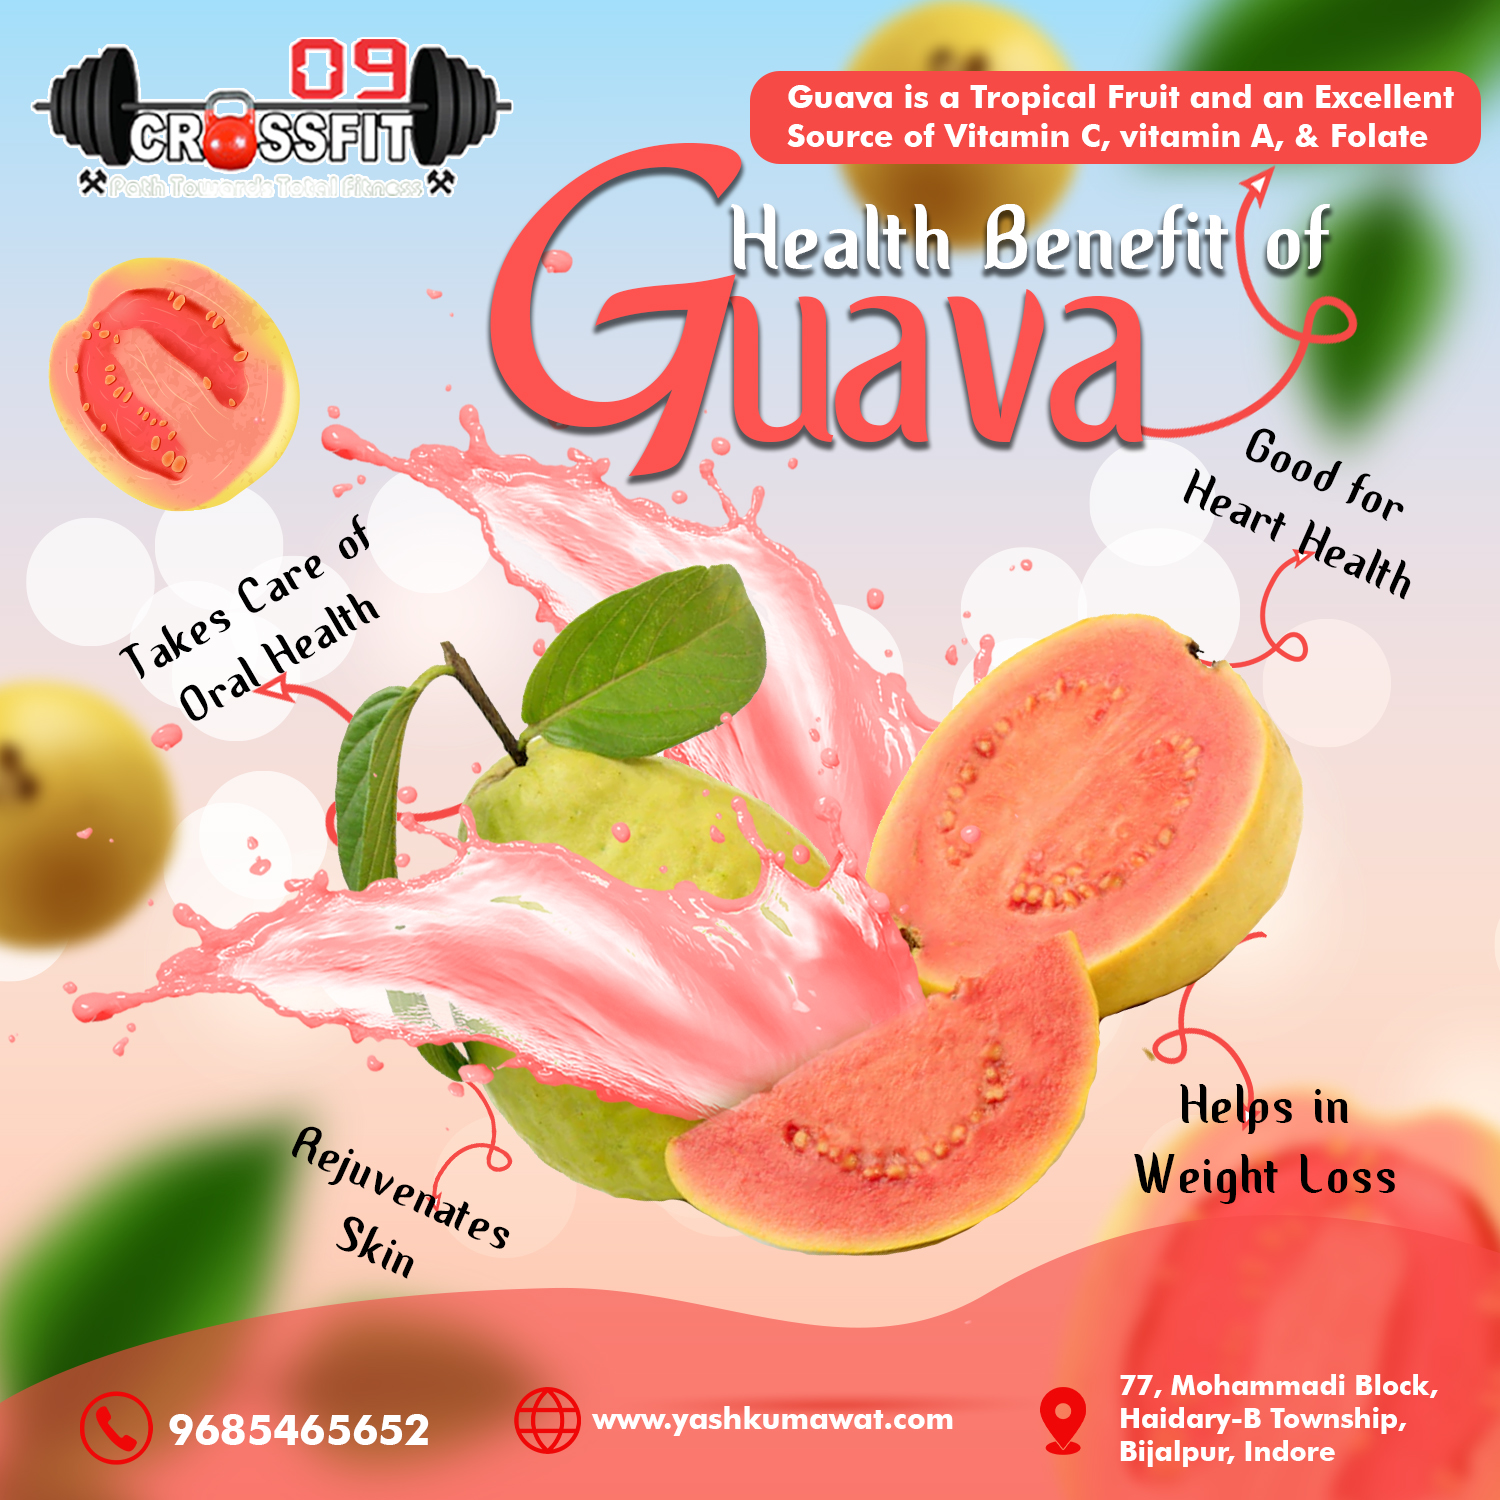 09
CROSSFIT
Path Towards Total Fitness
Guava is a Tropical Fruit and an Excellent
Source of Vitamin C, vitamin A, & Folate
Health Benefit of
Guava
Good for
Heart Health
Takes Care of
Oral Health
Rejuvenates
Skin
Helps in
Weight Loss
9685465652
www.yashkumawat.com
77, Mohammadi Block,
Haidary-B Township,
Bijalpur, Indore